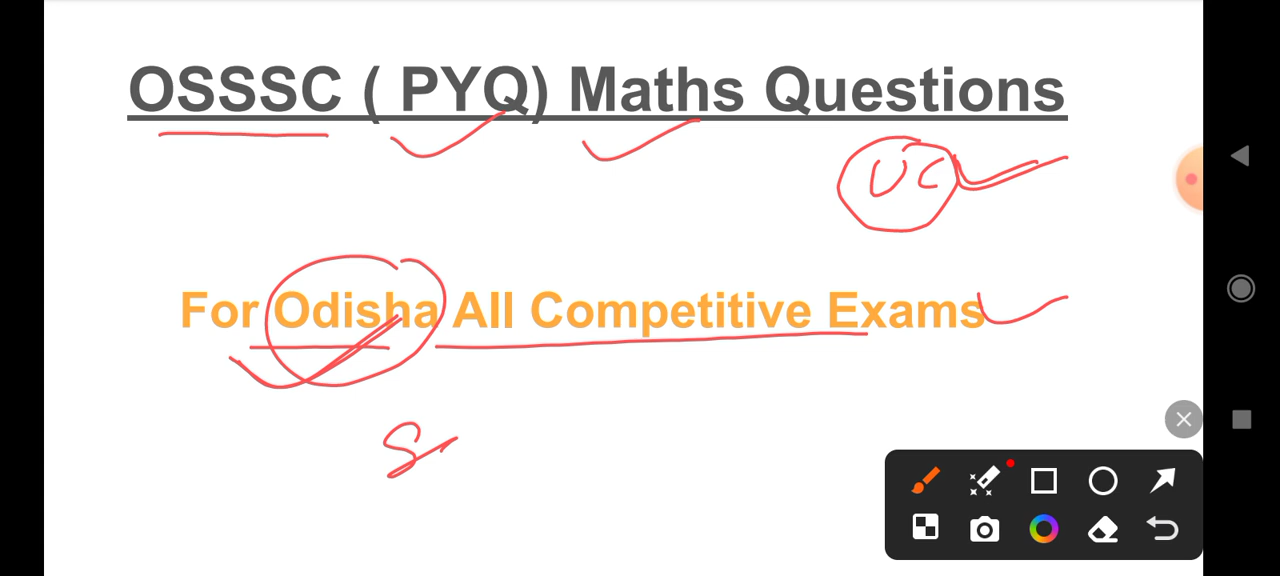 OSSSC ( PYQ) Maths Questions
UC
For Odisha All Competitive Exams
S